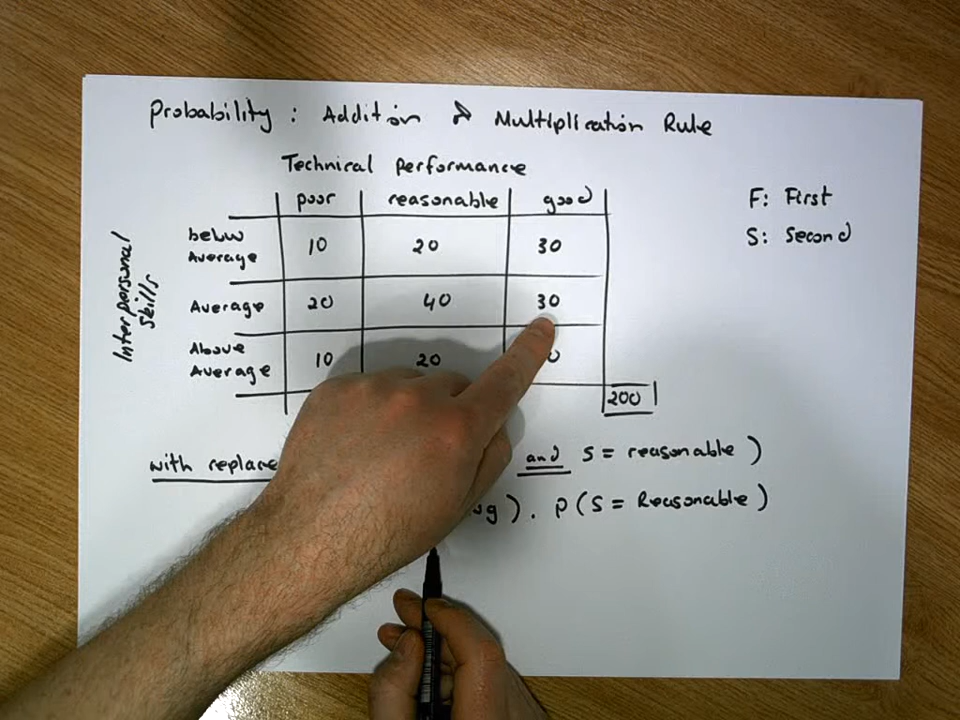 Probability: Addition & Multiplication Rule
Technical performance
poor reasonable good
F: First
S: Second
Interpersonal Skills
below Average 10 20 30
Average 20 40 30
Above Average 10 20
200
with replace and S = reasonable)
). P(S = Reasonable)